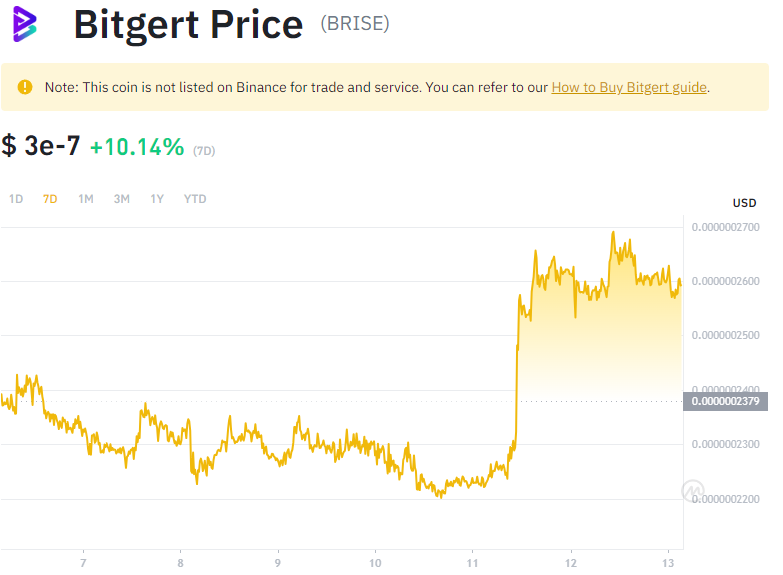 Bitgert Price (BRISE)
Note: This coin is not listed on Binance for trade and service. You can refer to our How to Buy Bitgert guide.
$ 3e-7 +10.14% (7D)
1D 7D 1M 3M 1Y YTD
USD
0.0000002700
0.0000002600
0.0000002500
0.0000002400
0.0000002379
0.0000002300
0.0000002200
7 8 9 10 11 12 13